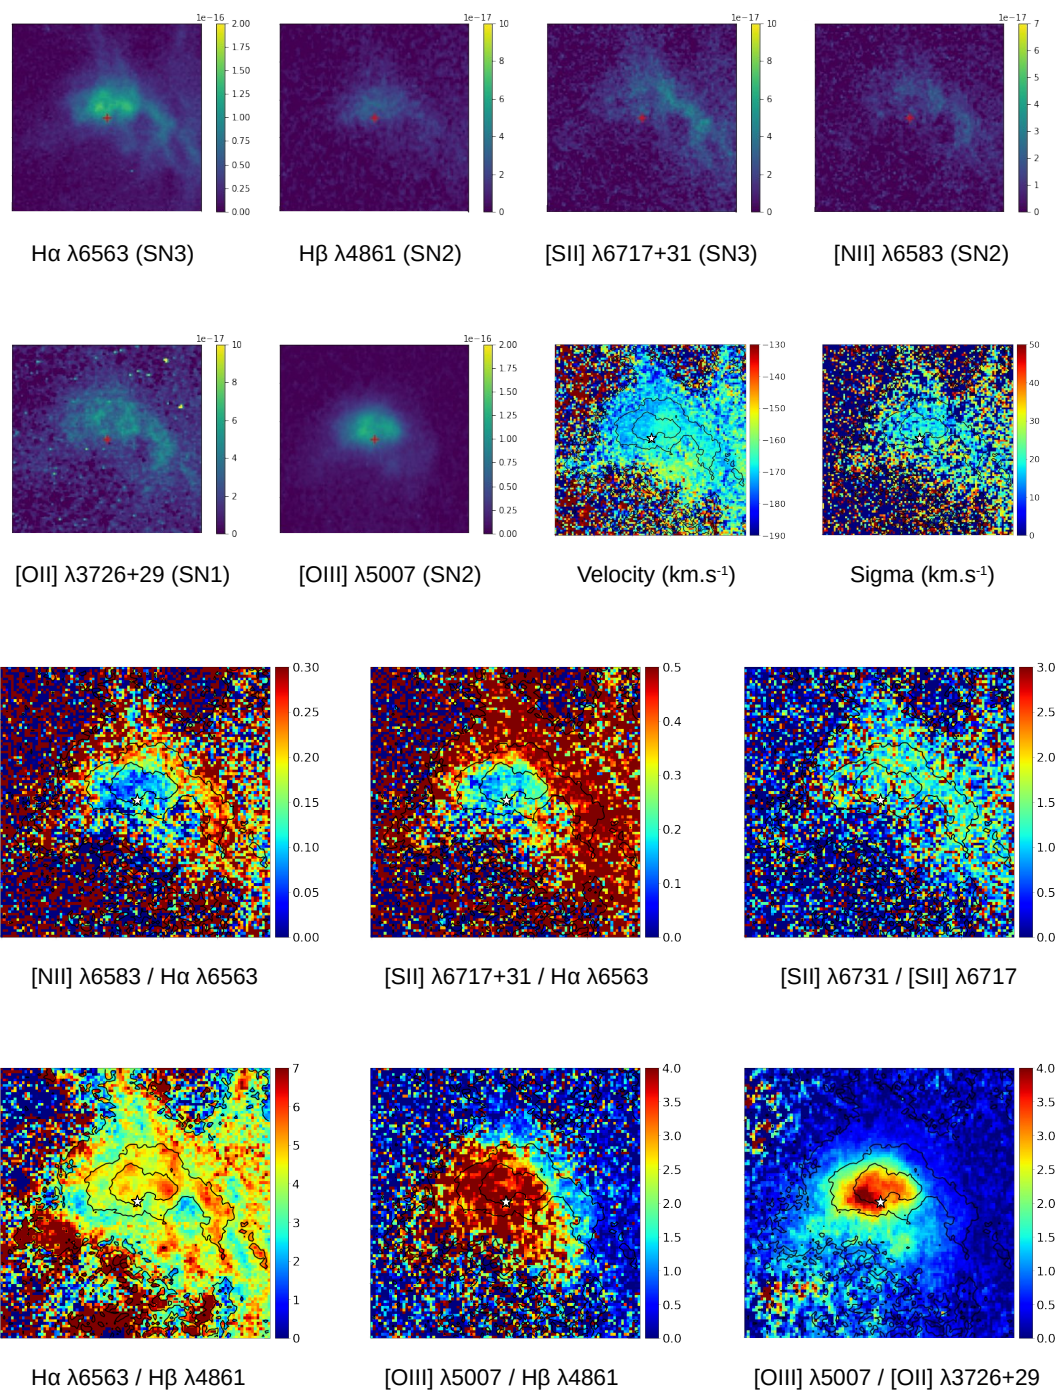 1e−16 1e−17 1e−17 1e−17
2.00 1.75 1.50 1.25 1.00 0.75 0.50 0.25 0.00
10 8 6 4 2 0
10 8 6 4 2 0
7 6 5 4 3 2 1 0
Hα λ6563 (SN3)
Hβ λ4861 (SN2)
[SII] λ6717+31 (SN3)
[NII] λ6583 (SN2)
1e−17 1e−16
10 8 6 4 2 0
2.00 1.75 1.50 1.25 1.00 0.75 0.50 0.25 0.00
−130 −140 −150 −160 −170 −180 −190
50 40 30 20 10 0
[OII] λ3726+29 (SN1)
[OIII] λ5007 (SN2)
Velocity (km.s-1)
Sigma (km.s-1)
0.30 0.25 0.20 0.15 0.10 0.05 0.00
0.5 0.4 0.3 0.2 0.1 0.0
3.0 2.5 2.0 1.5 1.0 0.5 0.0
[NII] λ6583 / Hα λ6563
[SII] λ6717+31 / Hα λ6563
[SII] λ6731 / [SII] λ6717
7 6 5 4 3 2 1 0
4.0 3.5 3.0 2.5 2.0 1.5 1.0 0.5 0.0
4.0 3.5 3.0 2.5 2.0 1.5 1.0 0.5 0.0
Hα λ6563 / Hβ λ4861
[OIII] λ5007 / Hβ λ4861
[OIII] λ5007 / [OII] λ3726+29